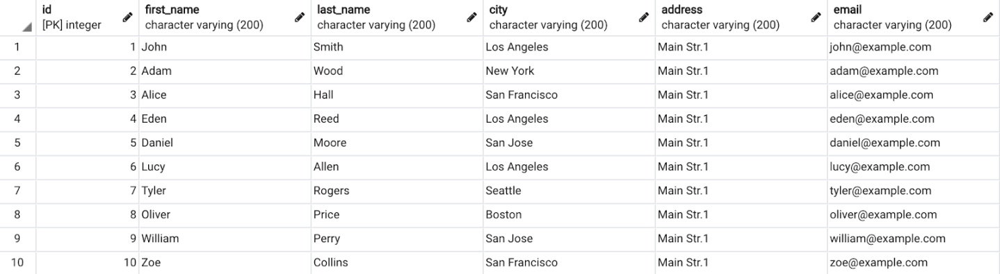 id first_name last_name city address email
[PK] integer character varying (200) character varying (200) character varying (200) character varying (200) character varying (200)
1 1 John Smith Los Angeles Main Str.1 john@example.com
2 2 Adam Wood New York Main Str.1 adam@example.com
3 3 Alice Hall San Francisco Main Str.1 alice@example.com
4 4 Eden Reed Los Angeles Main Str.1 eden@example.com
5 5 Daniel Moore San Jose Main Str.1 daniel@example.com
6 6 Lucy Allen Los Angeles Main Str.1 lucy@example.com
7 7 Tyler Rogers Seattle Main Str.1 tyler@example.com
8 8 Oliver Price Boston Main Str.1 oliver@example.com
9 9 William Perry San Jose Main Str.1 william@example.com
10 10 Zoe Collins San Francisco Main Str.1 zoe@example.com